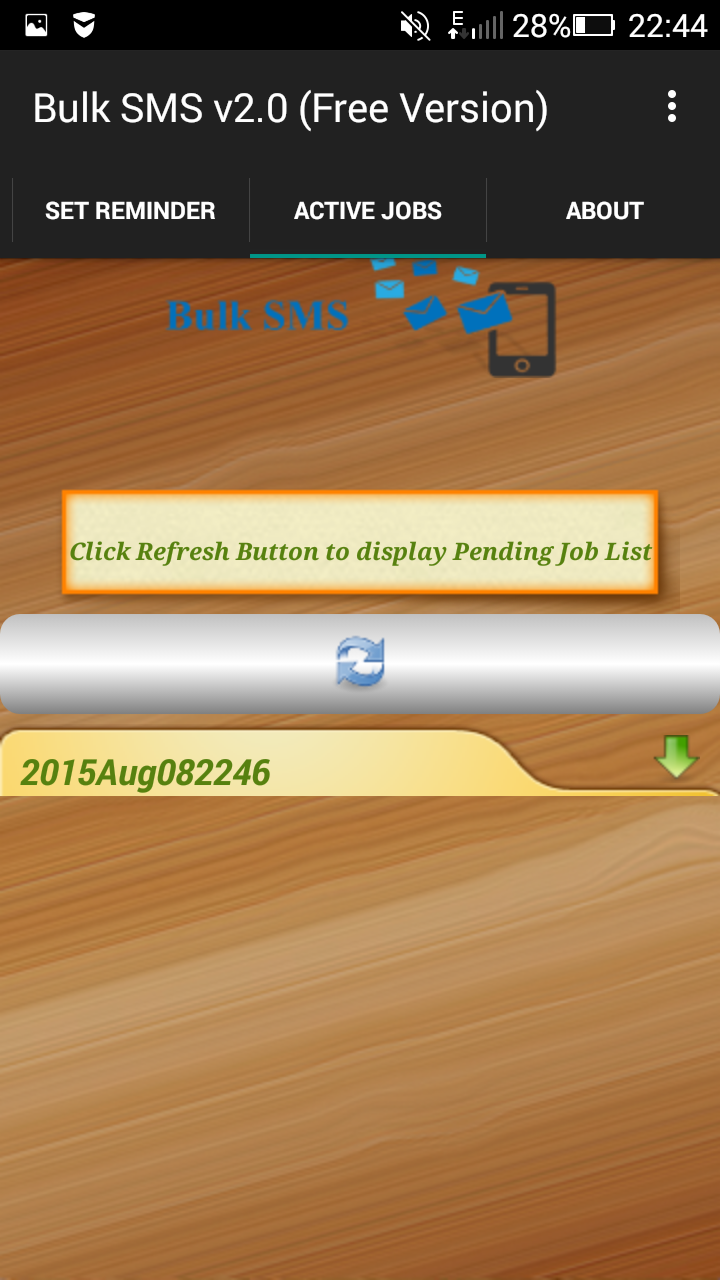 E
28%
22:44
Bulk SMS v2.0 (Free Version)
SET REMINDER
ACTIVE JOBS
ABOUT
Bulk SMS
Click Refresh Button to display Pending Job List
2015Aug082246